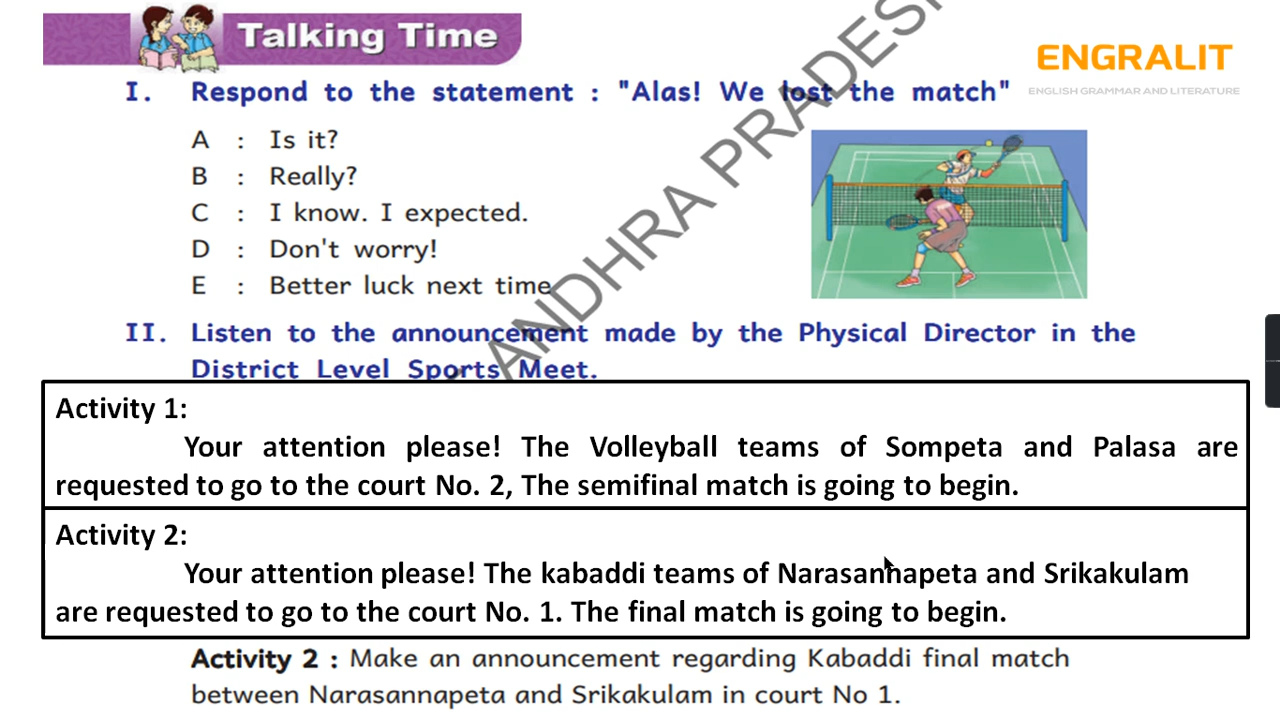 Talking Time
ENGRALIT
ENGLISH GRAMMAR AND LITERATURE
I. Respond to the statement : "Alas! We lost the match"
A : Is it?
B : Really?
C : I know. I expected.
D : Don't worry!
E : Better luck next time
ANDHRA PRADESH
II. Listen to the announcement made by the Physical Director in the
District Level Sports Meet.
Activity 1:
Your attention please! The Volleyball teams of Sompeta and Palasa are
requested to go to the court No. 2, The semifinal match is going to begin.
Activity 2:
Your attention please! The kabaddi teams of Narasannapeta and Srikakulam
are requested to go to the court No. 1. The final match is going to begin.
Activity 2 : Make an announcement regarding Kabaddi final match
between Narasannapeta and Srikakulam in court No 1.